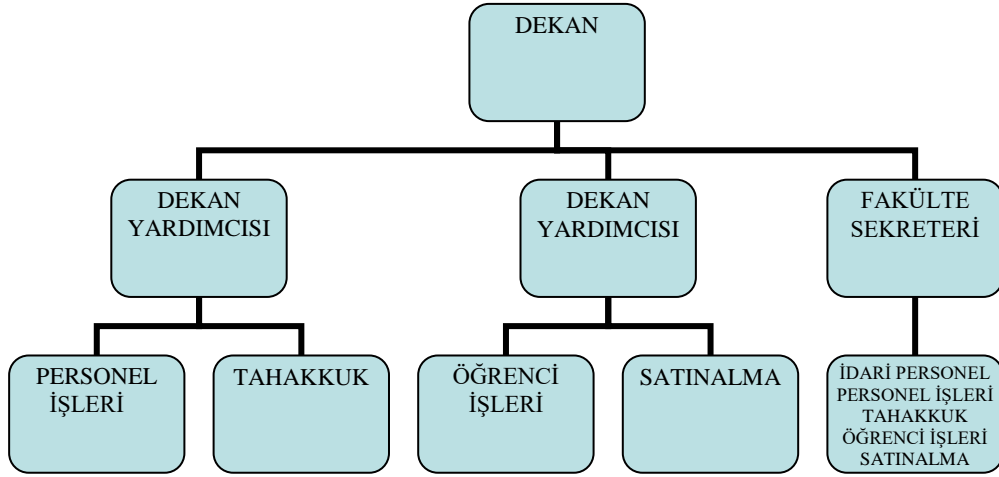 DEKAN
DEKAN
YARDIMCISI
DEKAN
YARDIMCISI
FAKÜLTE
SEKRETERİ
PERSONEL
İŞLERİ
TAHAKKUK
ÖĞRENCİ
İŞLERİ
SATINALMA
İDARİ PERSONEL
PERSONEL İŞLERİ
TAHAKKUK
ÖĞRENCİ İŞLERİ
SATINALMA